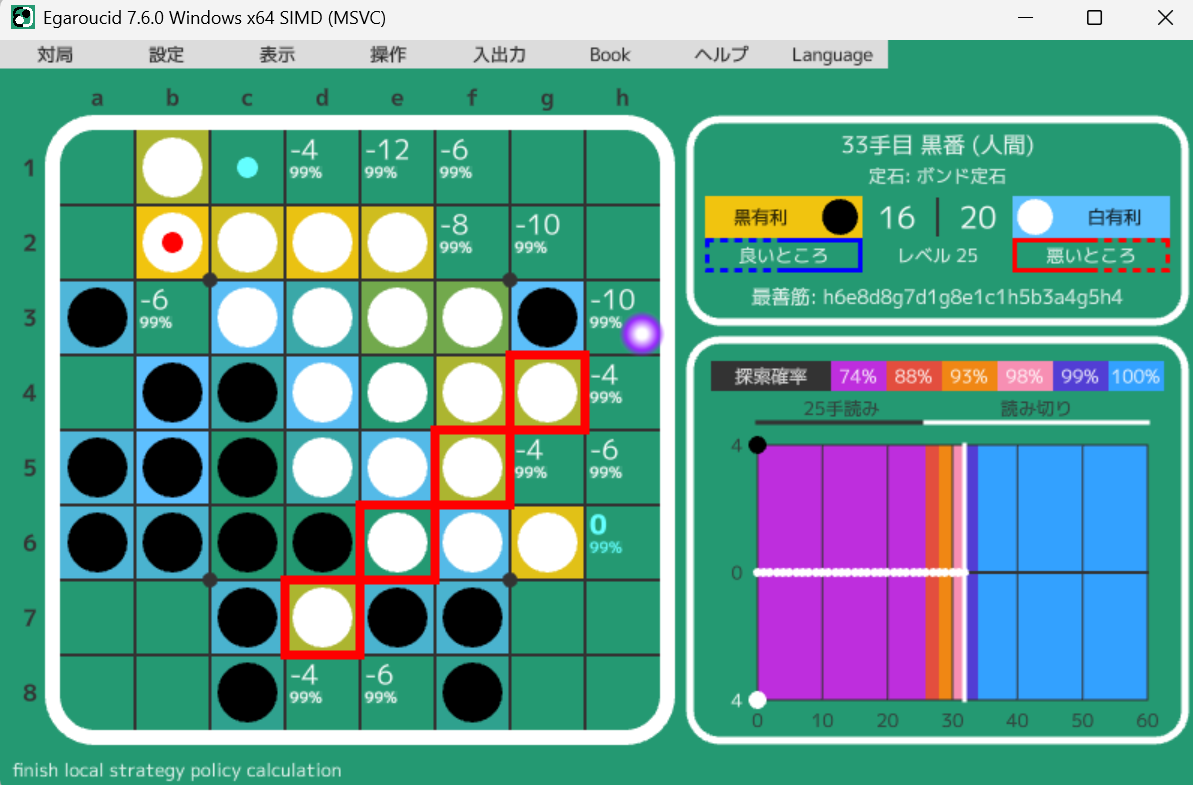 Egaroucid 7.6.0 Windows x64 SIMD (MSVC)
対局 設定 表示 操作 入出力 Book ヘルプ Language
a b c d e f g h
1 -4 -12 -6
99% 99% 99%
2 -8 -10
99% 99%
3 -6 -10
99% 99%
4 -4
99%
5 -4 -6
99% 99%
6 0
99%
7
8 -4 -6
99% 99%
33手目 黒番 (人間)
定石: ボンド定石
黒有利 16 20 白有利
良いところ レベル 25 悪いところ
最善筋: h6e8d8g7d1g8e1c1h5b3a4g5h4
探索確率 74% 88% 93% 98% 99% 100%
25手読み 読み切り
4
0
4
0 10 20 30 40 50 60
finish local strategy policy calculation